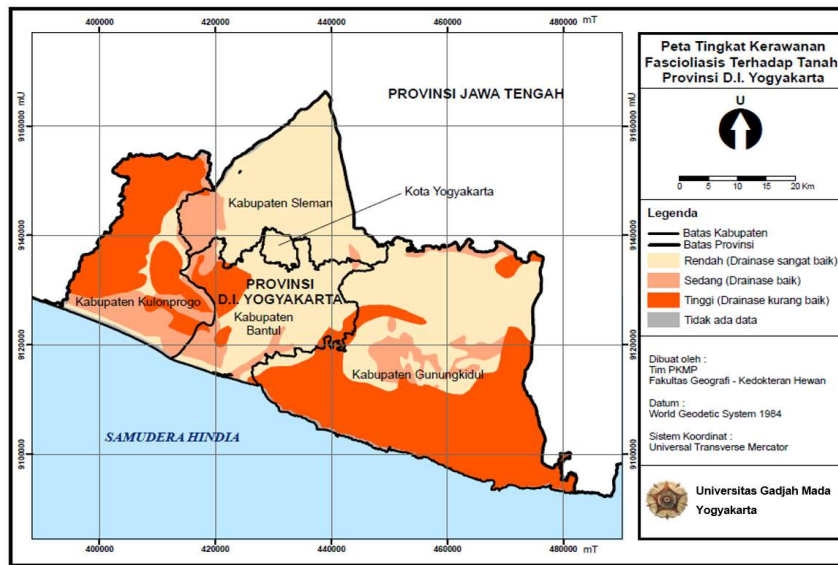 400000 420000 440000 460000 480000 mT
Peta Tingkat Kerawanan
Fascioliasis Terhadap Tanah
Provinsi D.I. Yogyakarta
U
0 5 10 15 20 Km
Legenda
Batas Kabupaten
Batas Provinsi
Rendah (Drainase sangat baik)
Sedang (Drainase baik)
Tinggi (Drainase kurang baik)
Tidak ada data
Dibuat oleh :
Tim PKMP
Fakultas Geografi - Kedokteran Hewan
Datum :
World Geodetic System 1984
Sistem Koordinat :
Universal Transverse Mercator
Universitas Gadjah Mada
Yogyakarta
mU
9160000
9140000
9120000
9100000
PROVINSI JAWA TENGAH
Kota Yogyakarta
Kabupaten Sleman
PROVINSI
D.I. YOGYAKARTA
Kabupaten Kulonprogo
Kabupaten
Bantul
Kabupaten Gunungkidul
SAMUDERA HINDIA
mU
9160000
9140000
9120000
9100000
400000 420000 440000 460000 480000
mT